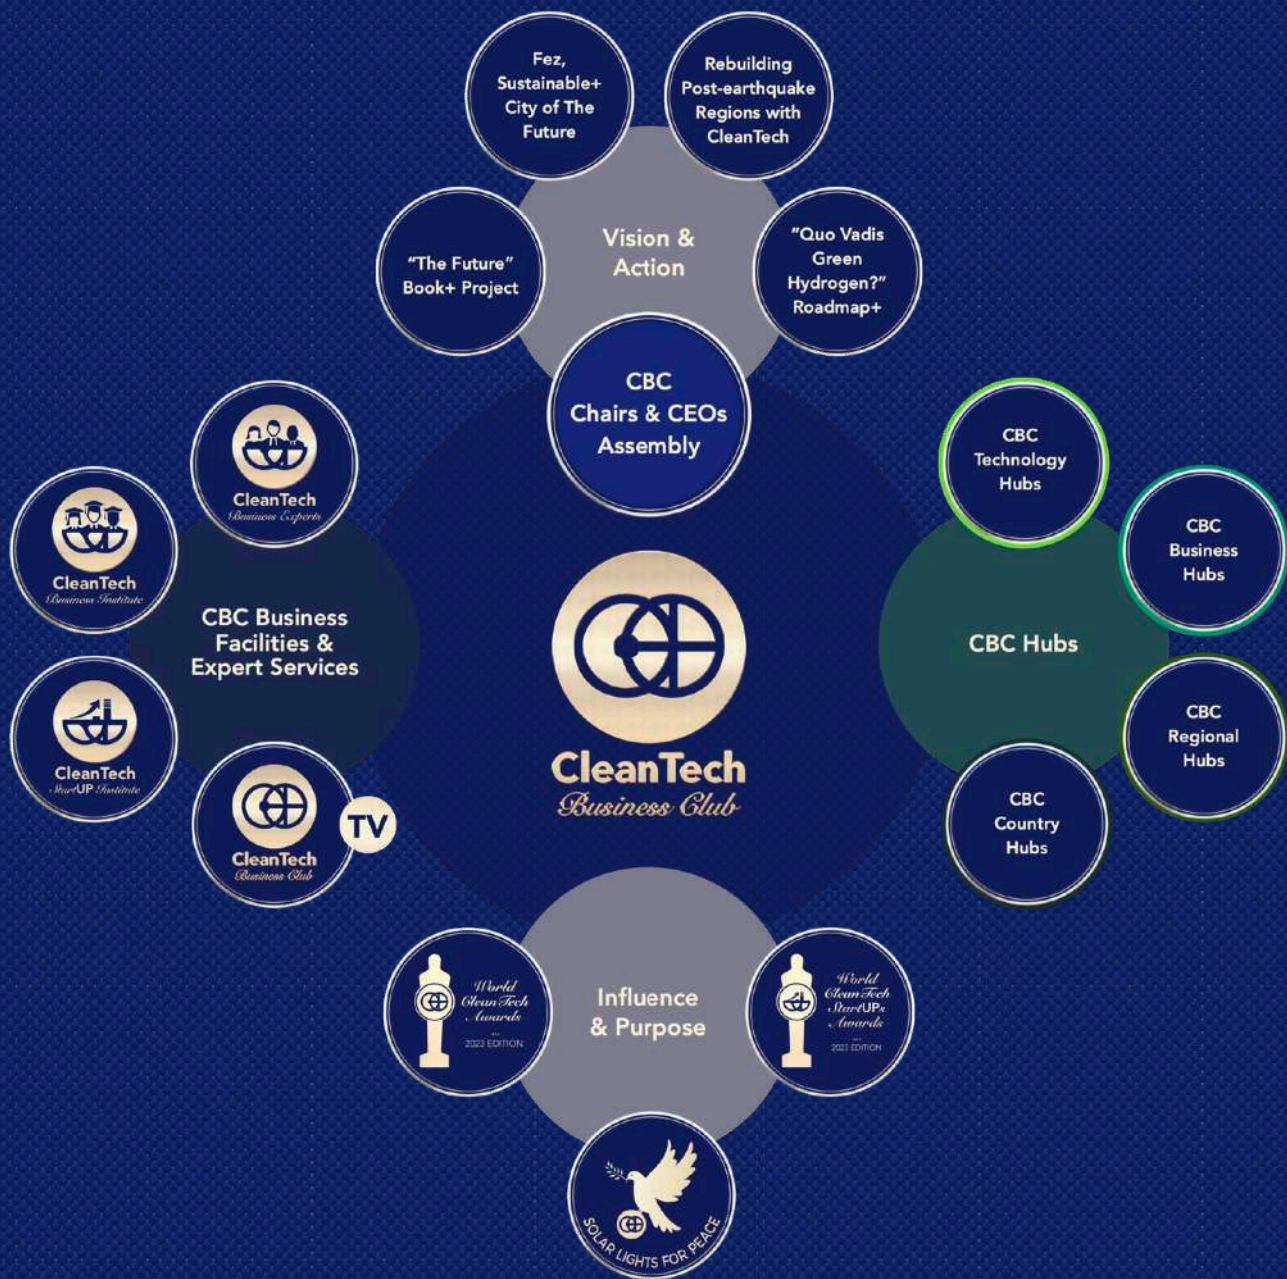 Fez,
Sustainable+
City of The
Future
Rebuilding
Post-earthquake
Regions with
CleanTech
"The Future"
Book+ Project
Vision &
Action
"Quo Vadis
Green
Hydrogen?"
Roadmap+
CBC
Chairs & CEOs
Assembly
CleanTech
Business Experts
CleanTech
Business Institute
CBC Business
Facilities &
Expert Services
CleanTech
StartUP Institute
CleanTech
Business Club
TV
CleanTech
Business Club
CBC
Technology
Hubs
CBC
Business
Hubs
CBC Hubs
CBC
Regional
Hubs
CBC
Country
Hubs
World
CleanTech
Awards
2023 EDITION
Influence
& Purpose
World
CleanTech
StartUPs
Awards
2023 EDITION
SOLAR LIGHTS FOR PEACE